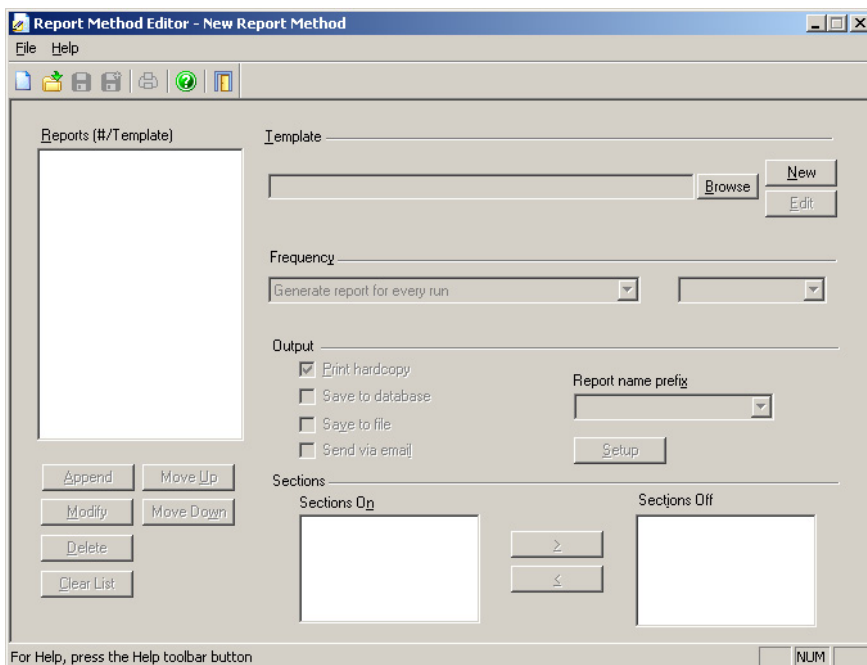 Report Method Editor - New Report Method
File Help
Reports (#/Template)
Template
Browse
New
Edit
Frequency
Generate report for every run
Output
Print hardcopy
Save to database
Save to file
Send via email
Report name prefix
Setup
Append Move Up
Modify Move Down
Delete
Clear List
Sections
Sections On
Sections Off
>
<
For Help, press the Help toolbar button
NUM